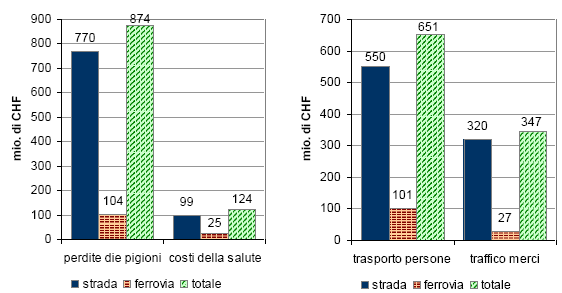 900
800
700
600
500
400
300
200
100
0
mio. di CHF
770
104
874
99
25
124
perdite die pigioni
costi della salute
strada
ferrovia
totale
700
600
500
400
300
200
100
0
mio. di CHF
550
101
651
320
27
347
trasporto persone
traffico merci
strada
ferrovia
totale